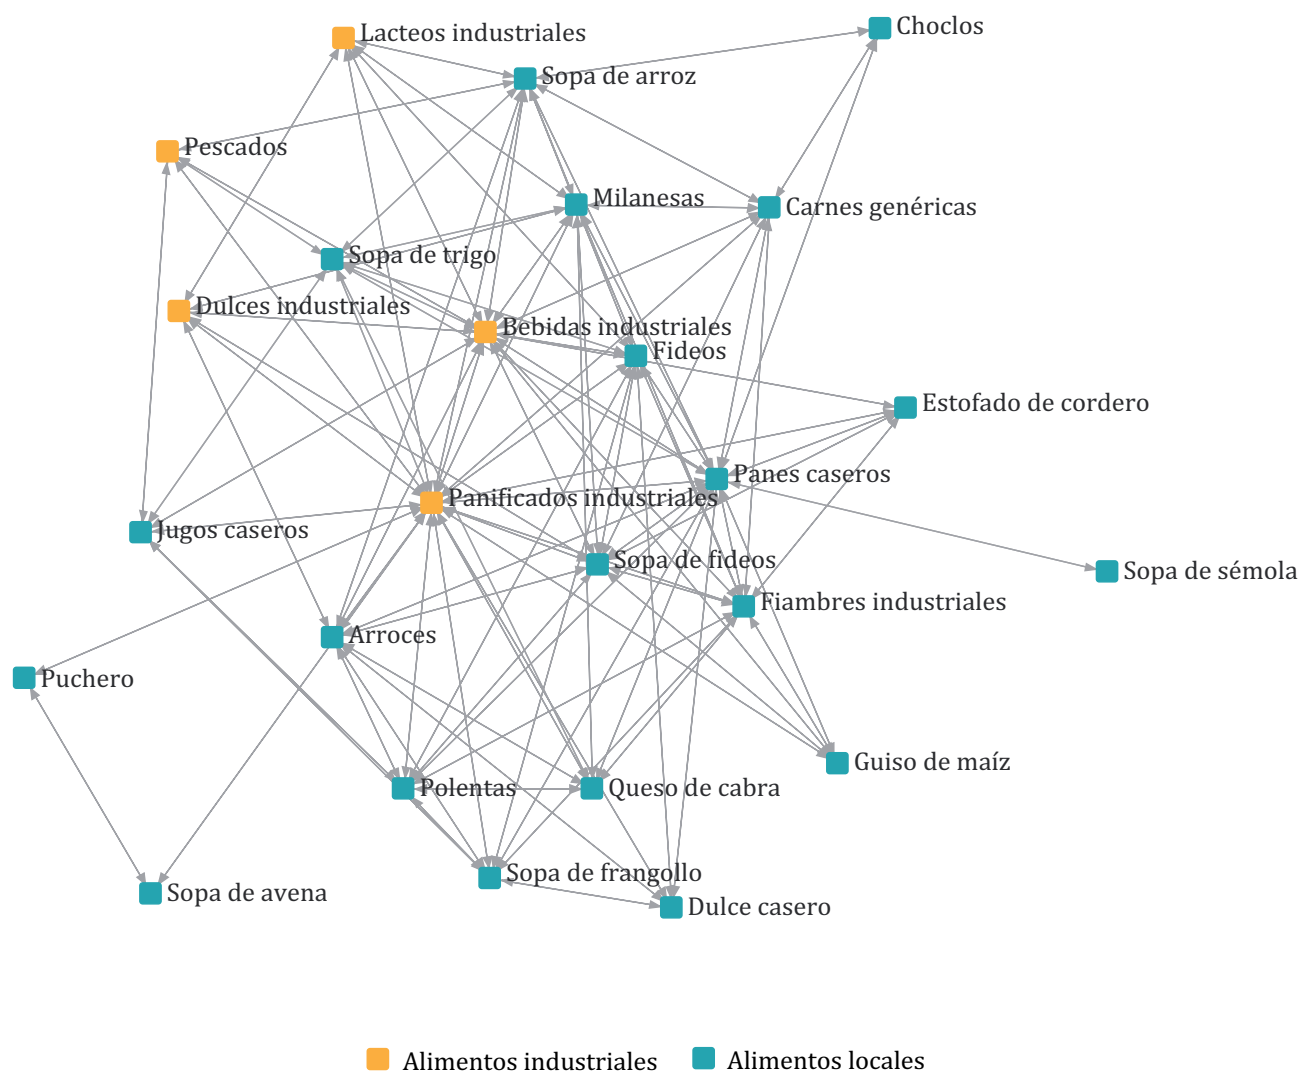 Choclos
Lacteos industriales
Sopa de arroz
Pescados
Milanesas
Carnes genéricas
Sopa de trigo
Dulces industriales
Bebidas industriales
Fideos
Estofado de cordero
Panes caseros
Panificados industriales
Jugos caseros
Sopa de fideos
Sopa de sémola
Fiambres industriales
Arroces
Puchero
Guiso de maíz
Polentas
Queso de cabra
Sopa de frangollo
Sopa de avena
Dulce casero
Alimentos industriales
Alimentos locales